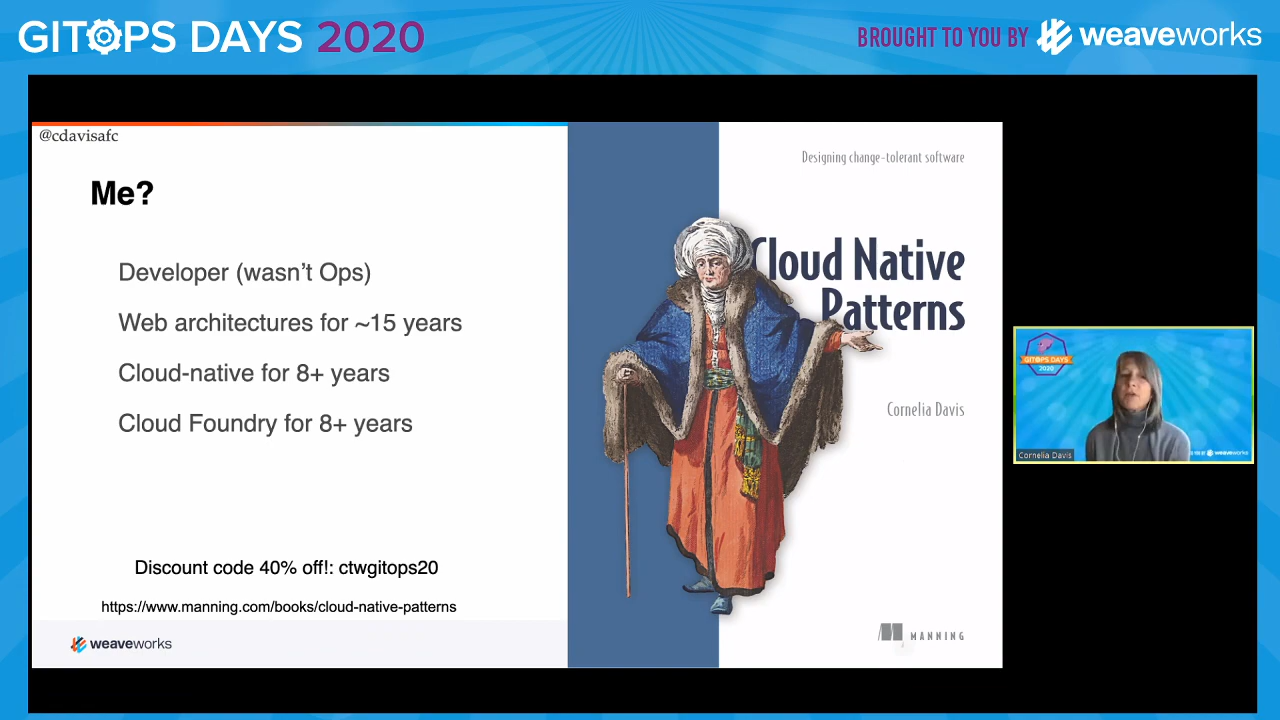 GITOPS DAYS 2020
BROUGHT TO YOU BY weaveworks
@cdavisafc
Me?
Developer (wasn't Ops)
Web architectures for ~15 years
Cloud-native for 8+ years
Cloud Foundry for 8+ years
Discount code 40% off!: ctwgitops20
https://www.manning.com/books/cloud-native-patterns
weaveworks
Designing change-tolerant software
Cloud Native
Patterns
Cornelia Davis
MANNING
GITOPS DAYS
2020
Cornelia Davis
weaveworks